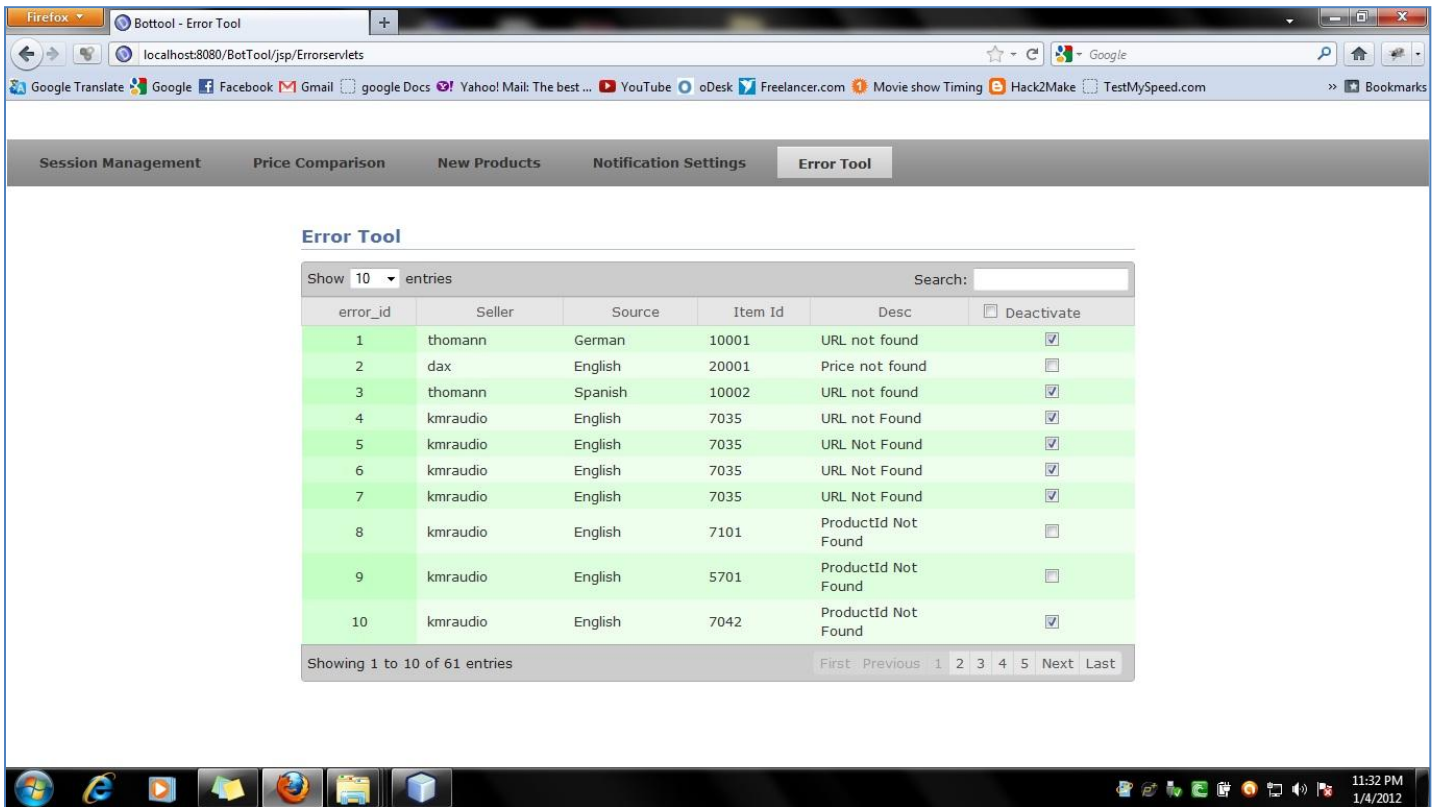 Firefox
Bottool - Error Tool
localhost:8080/BotTool/jsp/Errorservlets
Google
Google Translate Google Facebook Gmail google Docs Yahoo! Mail: The best ... YouTube oDesk Freelancer.com Movie show Timing Hack2Make TestMySpeed.com » Bookmarks
Session Management Price Comparison New Products Notification Settings Error Tool
Error Tool
Show 10 entries Search:
error_id Seller Source Item Id Desc Deactivate
1 thomann German 10001 URL not found
2 dax English 20001 Price not found
3 thomann Spanish 10002 URL not found
4 kmraudio English 7035 URL not Found
5 kmraudio English 7035 URL Not Found
6 kmraudio English 7035 URL Not Found
7 kmraudio English 7035 URL Not Found
8 kmraudio English 7101 ProductId Not
Found
9 kmraudio English 5701 ProductId Not
Found
10 kmraudio English 7042 ProductId Not
Found
Showing 1 to 10 of 61 entries First Previous 1 2 3 4 5 Next Last
11:32 PM
1/4/2012